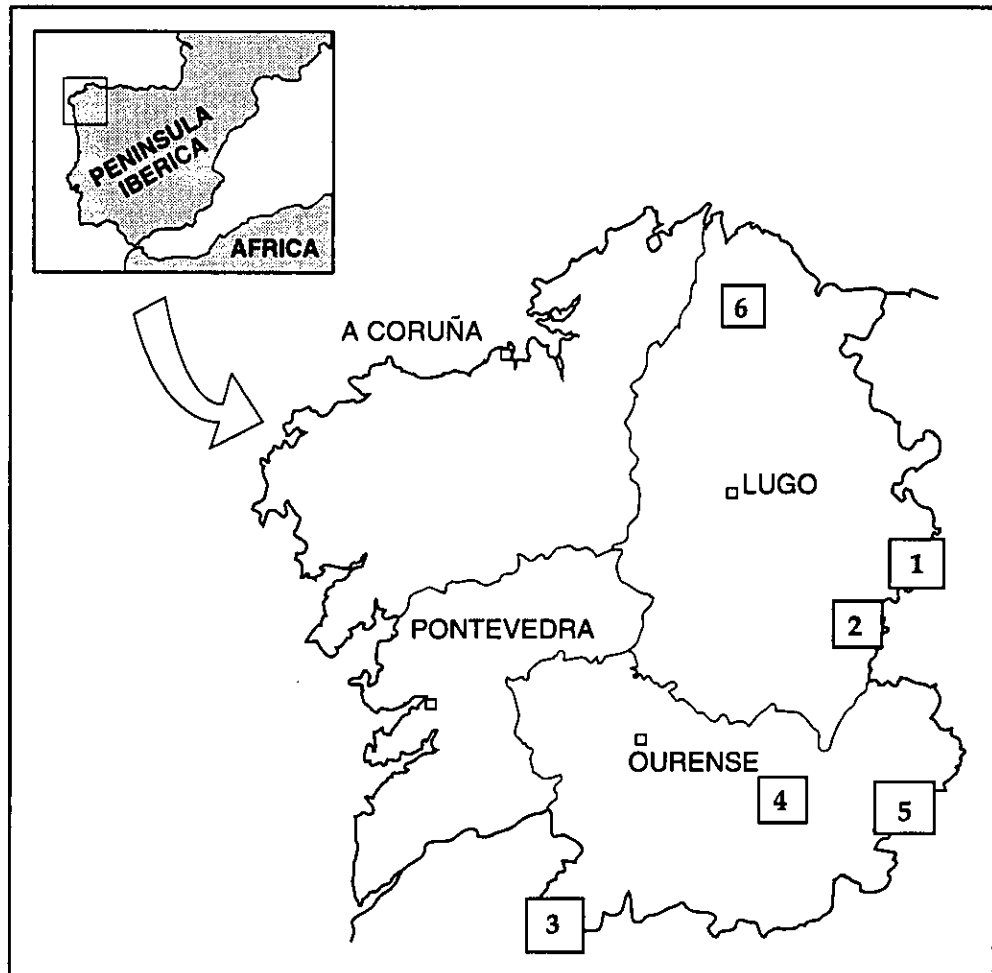 PENINSULA
IBERICA
AFRICA
6
A CORUÑA
LUGO
1
PONTEVEDRA
2
OURENSE
4
5
3